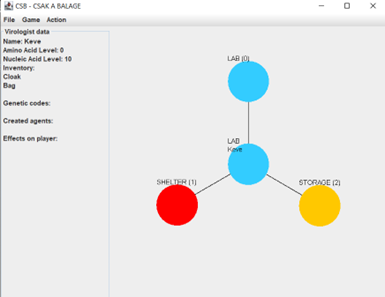 CSB - CSAK A BALAGE
File Game Action
Virologist data
Name: Keve
Amino Acid Level: 0
Nucleic Acid Level: 10
Inventory:
Cloak
Bag
Genetic codes:
Created agents:
Effects on player:
LAB (0)
LAB
Keve
SHELTER (1)
STORAGE (2)